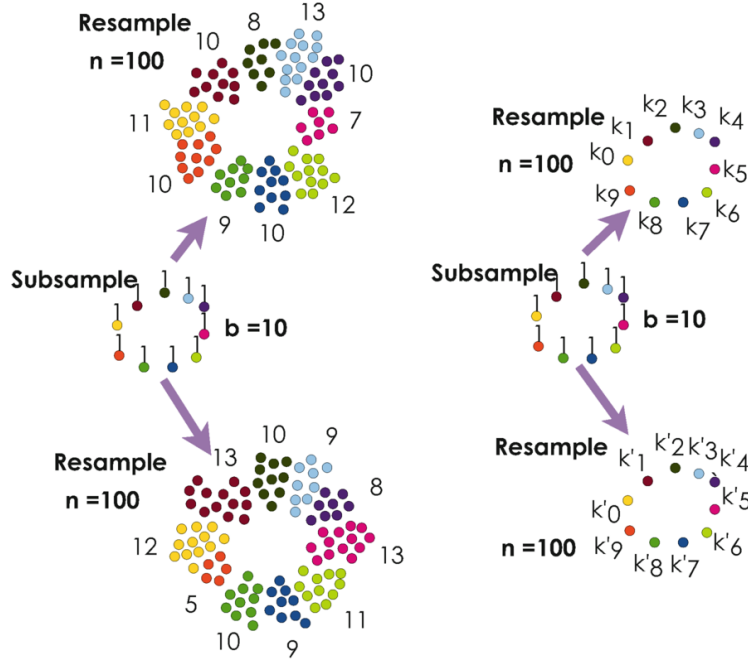 Resample
n =100
10
8
13
10
7
12
10
9
10
11
Subsample
1
1
1
1
1
1
1
1
1
1
b =10
Resample
n =100
13
10
9
8
13
11
9
10
5
12
Resample
n =100
k0
k1
k2
k3
k4
k5
k6
k7
k8
k9
Subsample
1
1
1
1
1
1
1
1
1
1
b =10
Resample
n =100
k'0
k'1
k'2
k'3
k'4
k'5
k'6
k'7
k'8
k'9